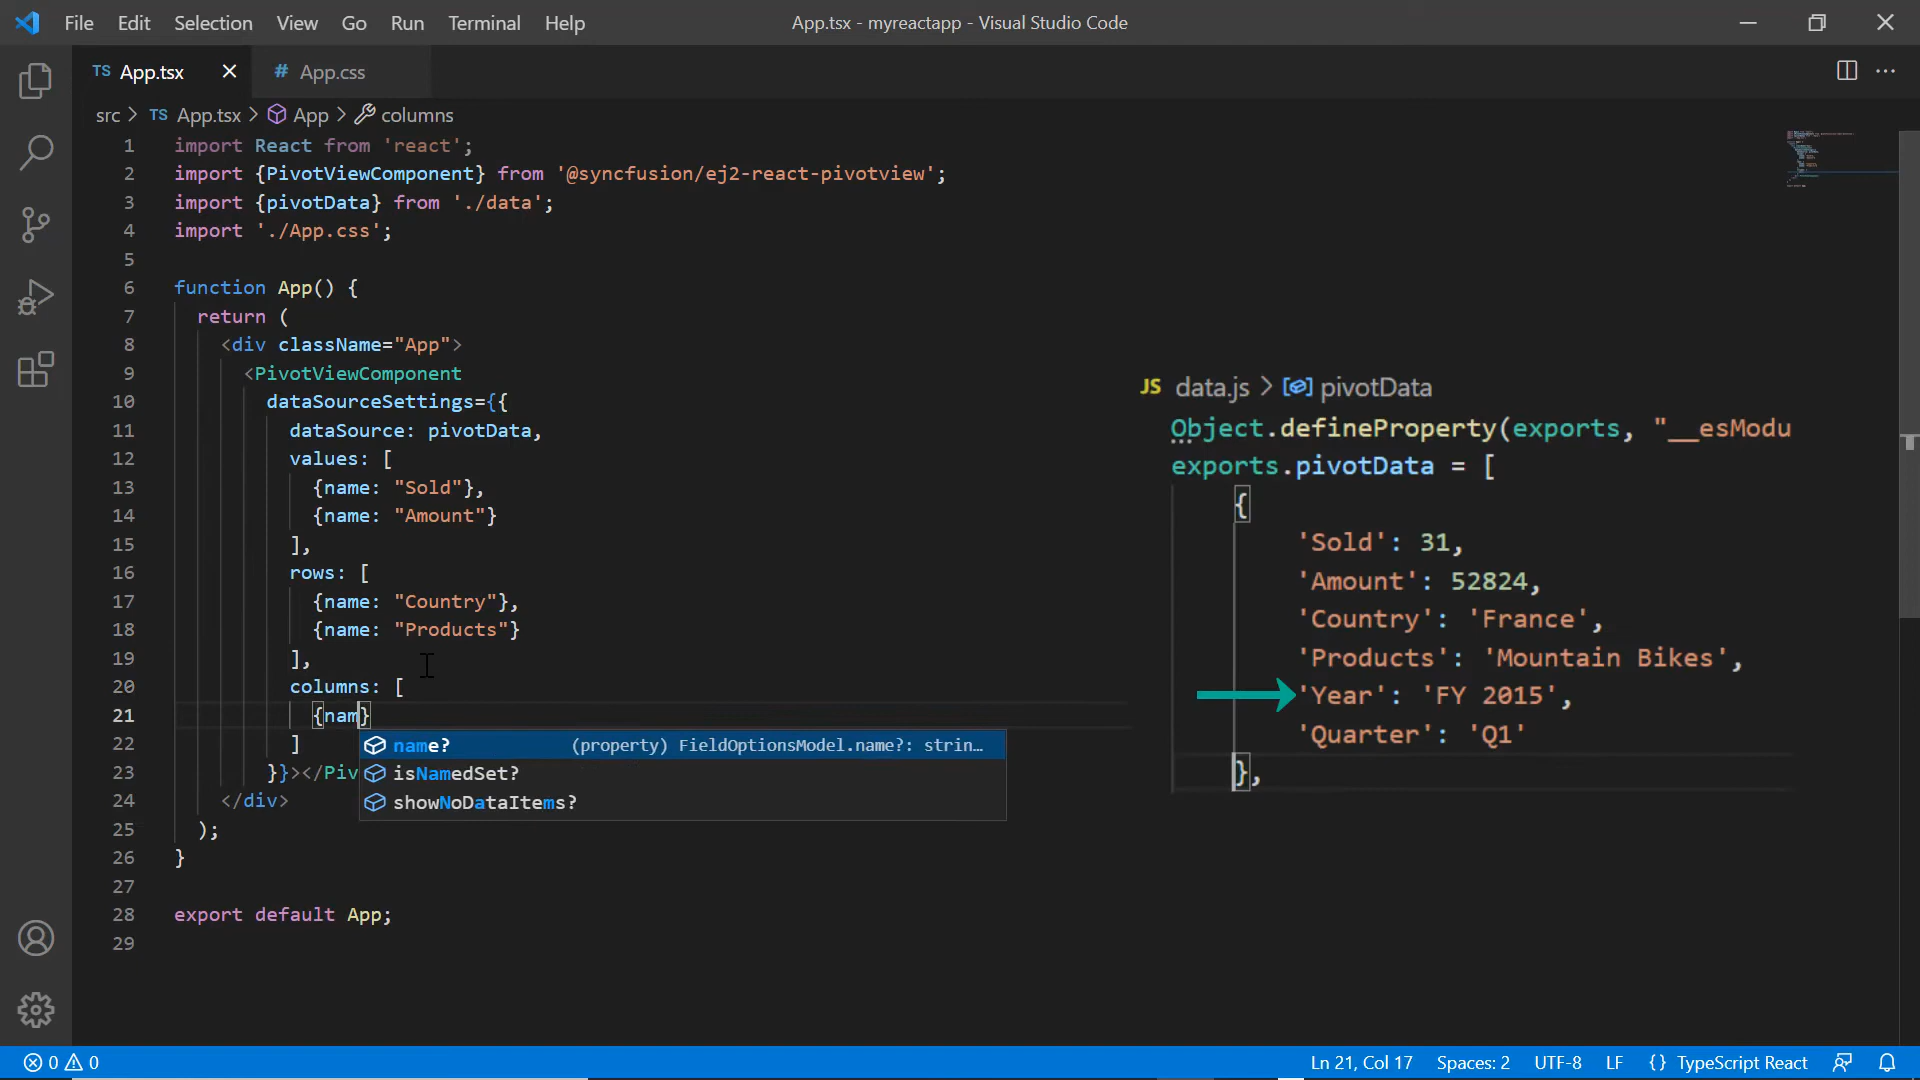 File Edit Selection View Go Run Terminal Help
App.tsx - myreactapp - Visual Studio Code
TS App.tsx
# App.css
src > TS App.tsx > App > columns
1 import React from 'react';
2 import {PivotViewComponent} from '@syncfusion/ej2-react-pivotview';
3 import {pivotData} from './data';
4 import './App.css';
5
6 function App() {
7 return (
8 <div className="App">
9 <PivotViewComponent
10 dataSourceSettings={{
11 dataSource: pivotData,
12 values: [
13 {name: "Sold"},
14 {name: "Amount"}
15 ],
16 rows: [
17 {name: "Country"},
18 {name: "Products"}
19 ],
20 columns: [
21 {nam}
22 ]
23 }}></Piv
24 </div>
25 );
26 }
27
28 export default App;
29
name? (property) FieldOptionsModel.name?: strin…
isNamedSet?
showNoDataItems?
JS data.js > pivotData
Object.defineProperty(exports, "__esModu
exports.pivotData = [
{
'Sold': 31,
'Amount': 52824,
'Country': 'France',
'Products': 'Mountain Bikes',
'Year': 'FY 2015',
'Quarter': 'Q1'
},
0 0
Ln 21, Col 17 Spaces: 2 UTF-8 LF {} TypeScript React